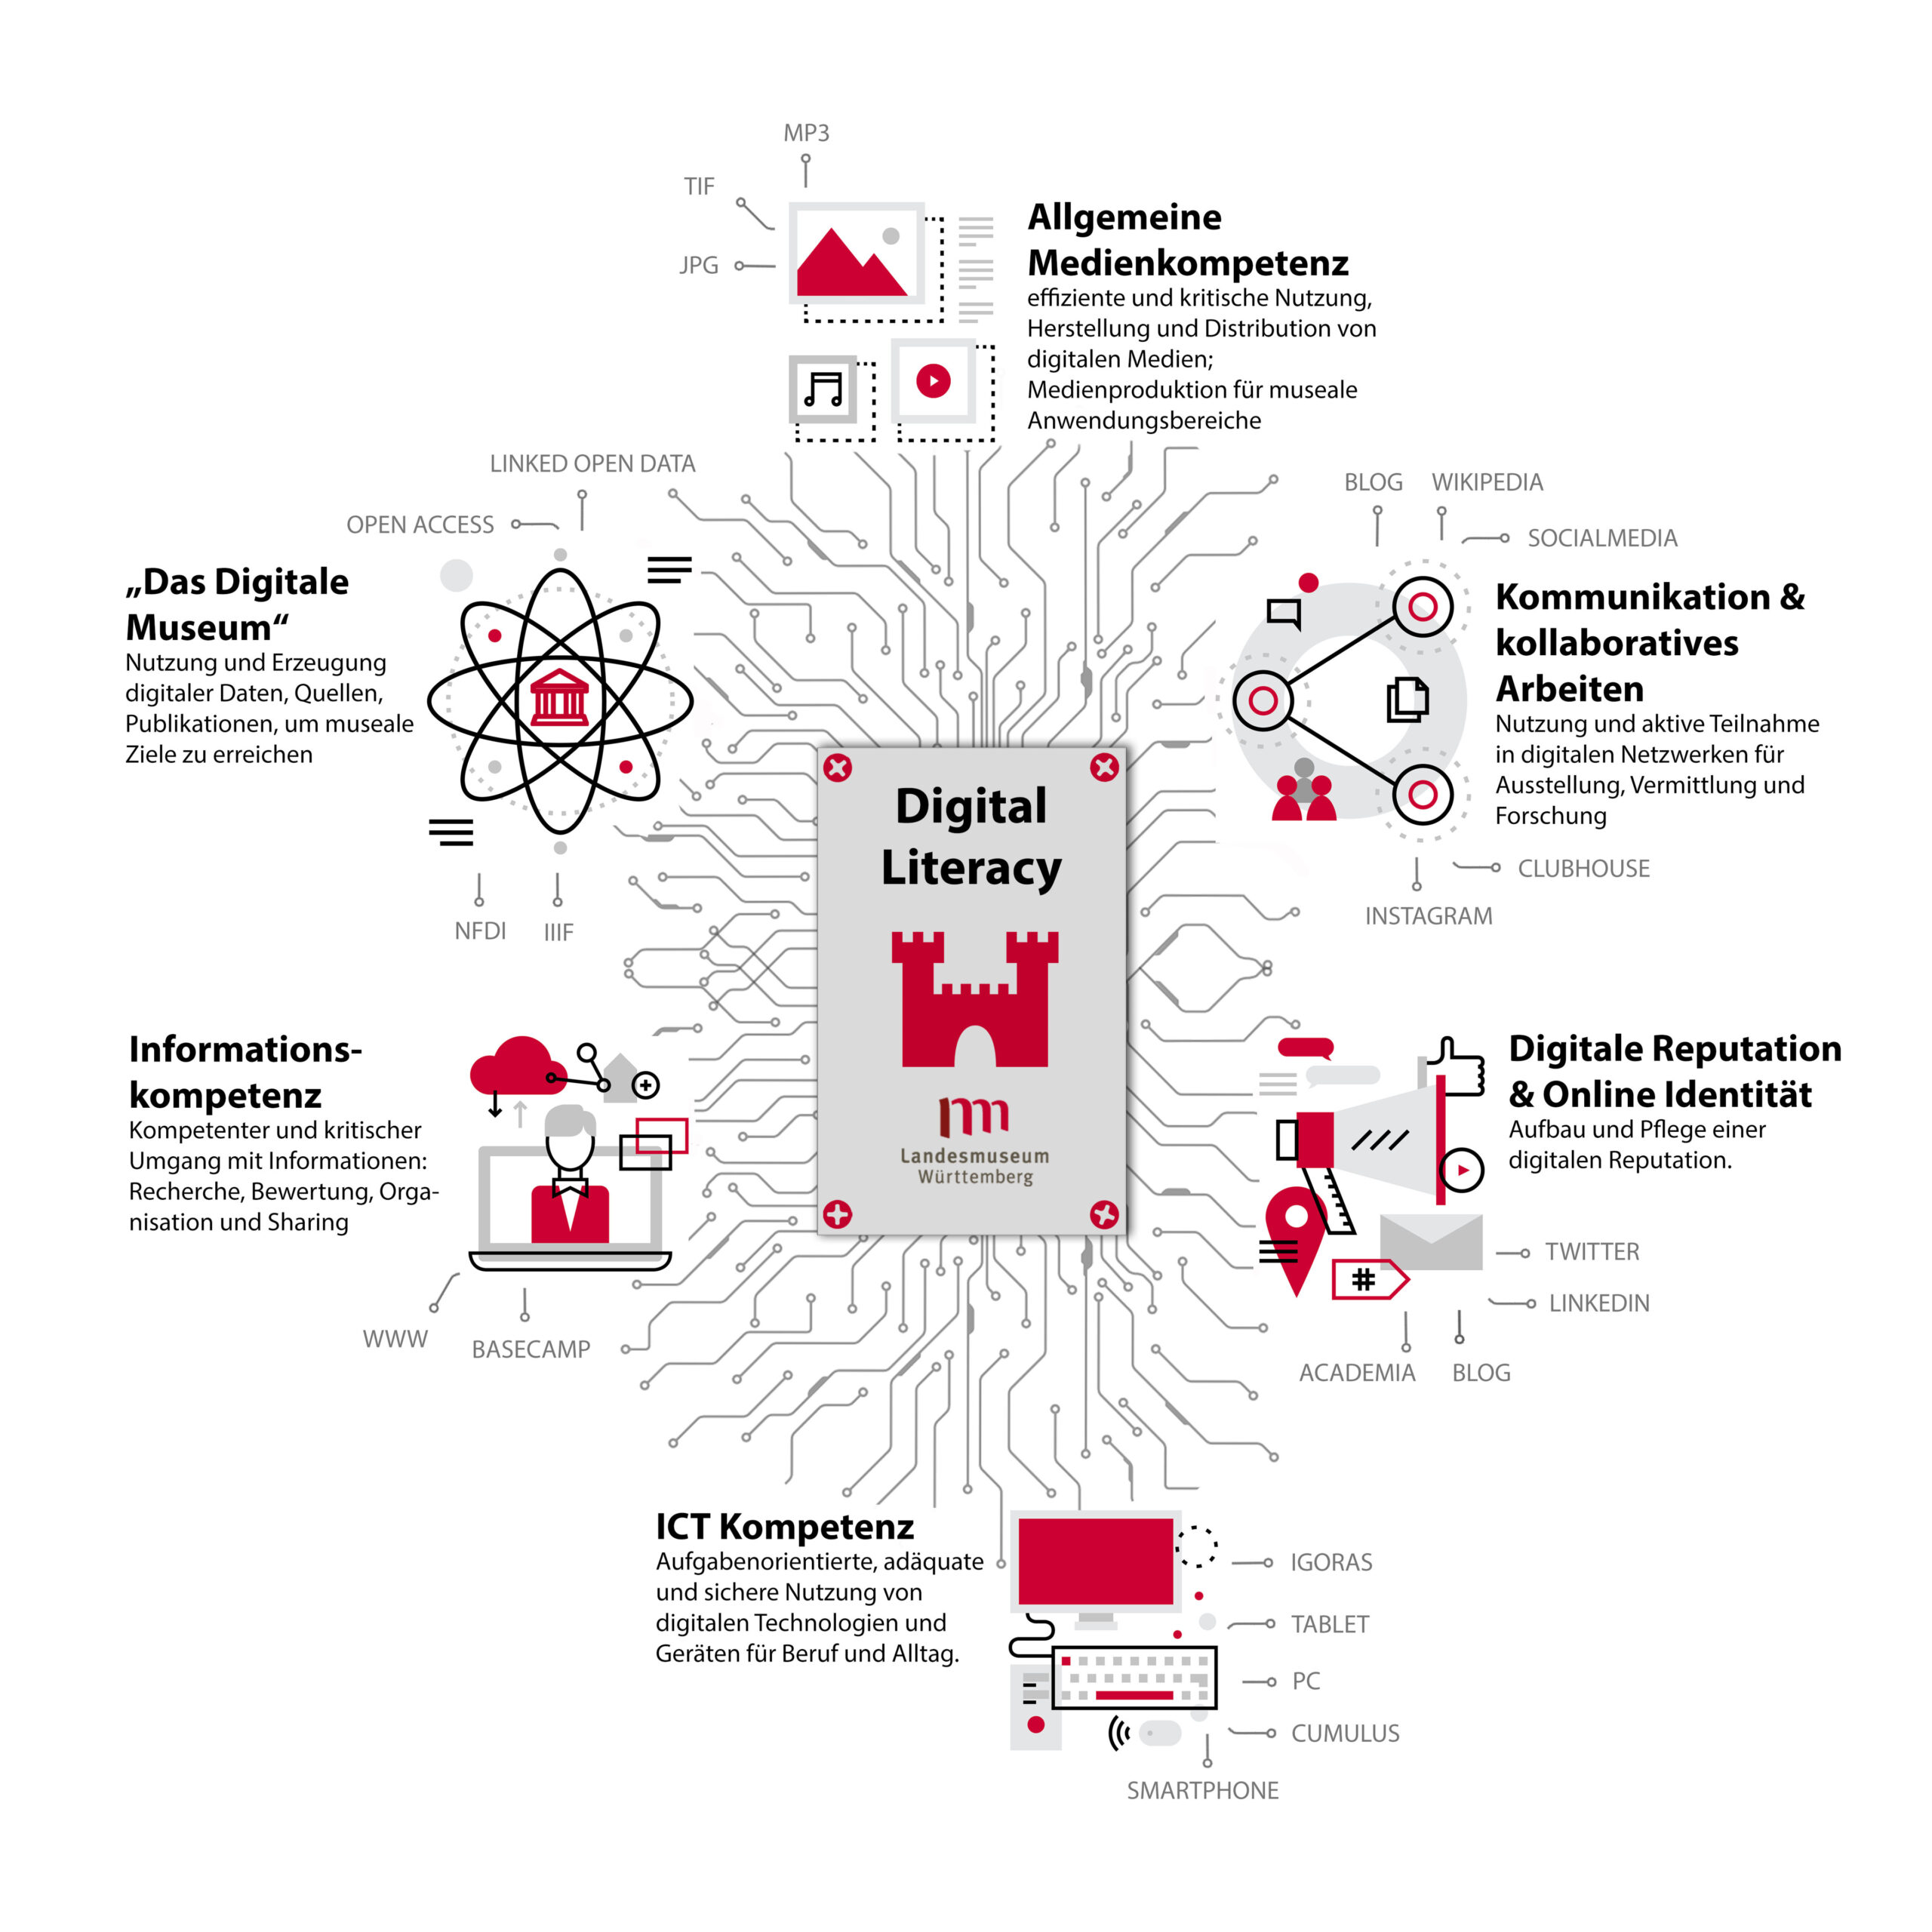 MP3
TIF
JPG
Allgemeine
Medienkompetenz
effiziente und kritische Nutzung,
Herstellung und Distribution von
digitalen Medien;
Medienproduktion für museale
Anwendungsbereiche
LINKED OPEN DATA
OPEN ACCESS
„Das Digitale
Museum“
Nutzung und Erzeugung
digitaler Daten, Quellen,
Publikationen, um museale
Ziele zu erreichen
NFDI
IIIF
BLOG
WIKIPEDIA
SOCIALMEDIA
Kommunikation &
kollaboratives
Arbeiten
Nutzung und aktive Teilnahme
in digitalen Netzwerken für
Ausstellung, Vermittlung und
Forschung
CLUBHOUSE
INSTAGRAM
Digital
Literacy
Landesmuseum
Württemberg
Informations-
kompetenz
Kompetenter und kritischer
Umgang mit Informationen:
Recherche, Bewertung, Orga-
nisation und Sharing
WWW
BASECAMP
Digitale Reputation
& Online Identität
Aufbau und Pflege einer
digitalen Reputation.
#
TWITTER
LINKEDIN
ACADEMIA
BLOG
ICT Kompetenz
Aufgabenorientierte, adäquate
und sichere Nutzung von
digitalen Technologien und
Geräten für Beruf und Alltag.
IGORAS
TABLET
PC
CUMULUS
SMARTPHONE